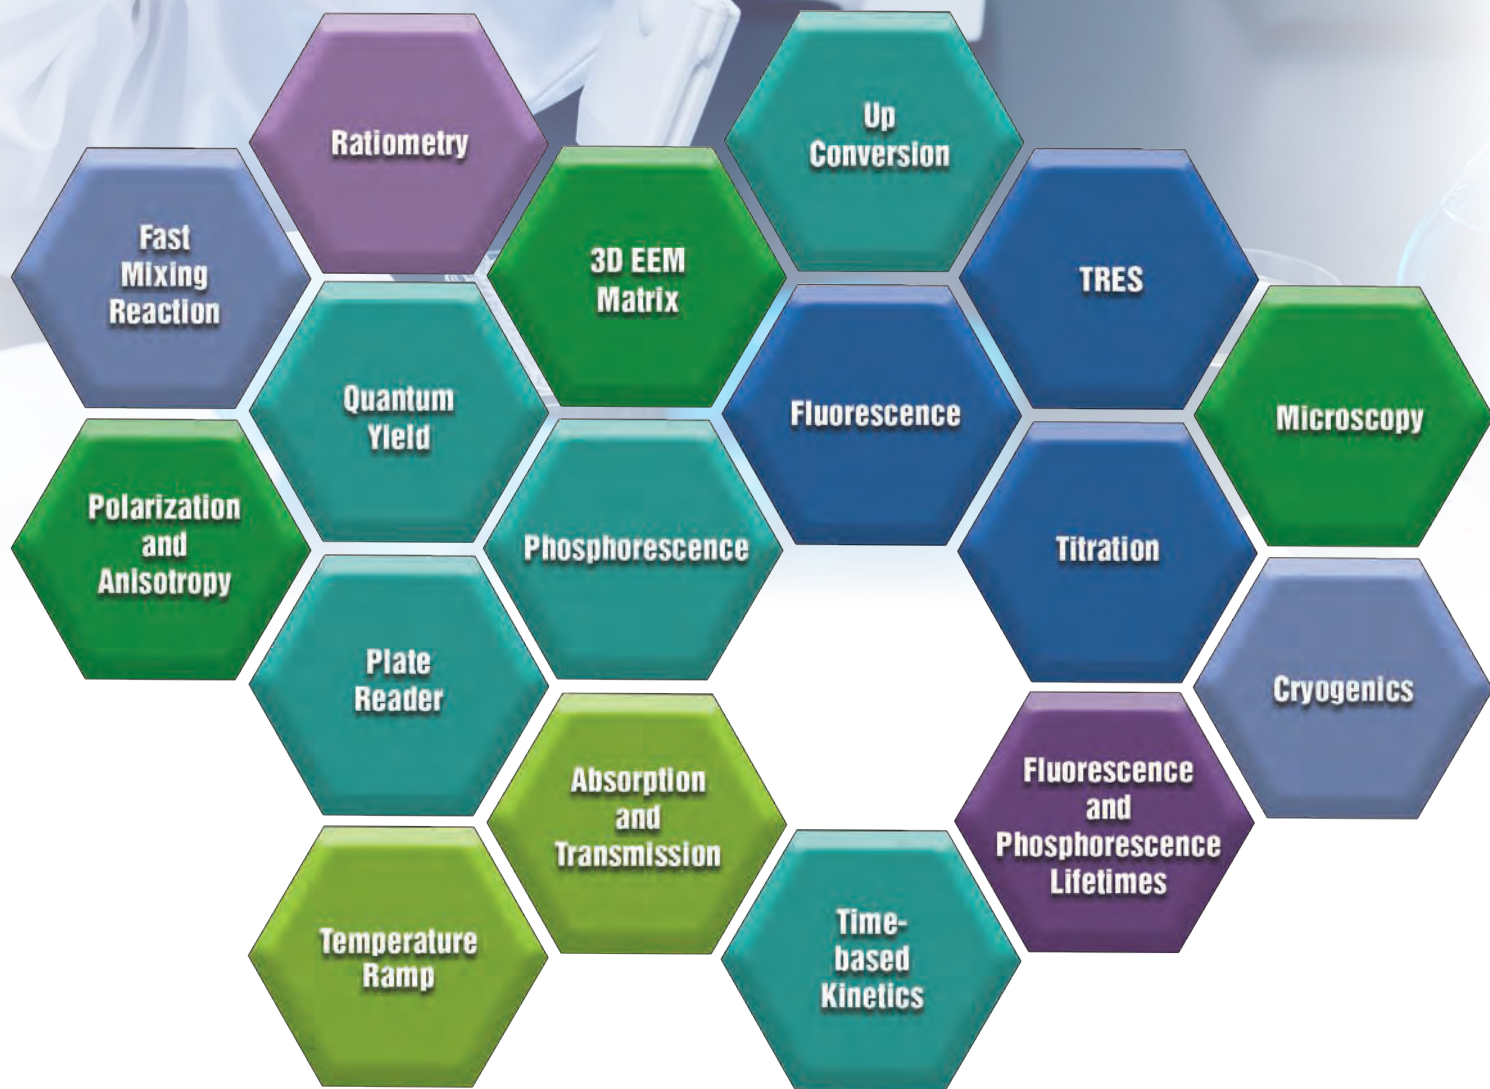 Ratiometry
Up
Conversion
Fast
Mixing
Reaction
3D EEM
Matrix
TRES
Quantum
Yield
Fluorescence
Microscopy
Polarization
and
Anisotropy
Phosphorescence
Titration
Plate
Reader
Cryogenics
Absorption
and
Transmission
Fluorescence
and
Phosphorescence
Lifetimes
Temperature
Ramp
Time-
based
Kinetics